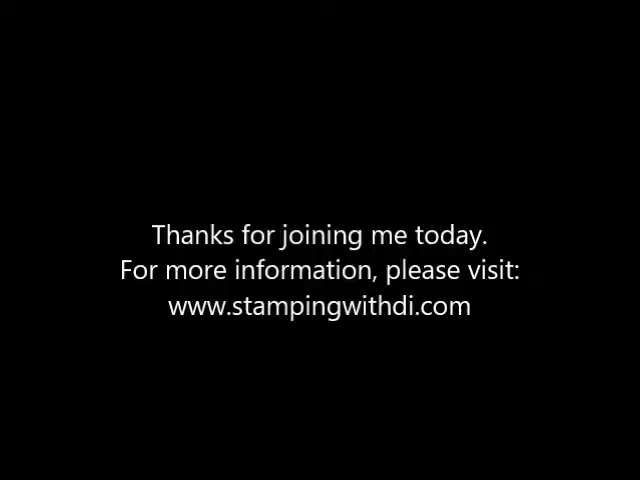 Thanks for joining me today.
For more information, please visit:
www.stampingwithdi.com